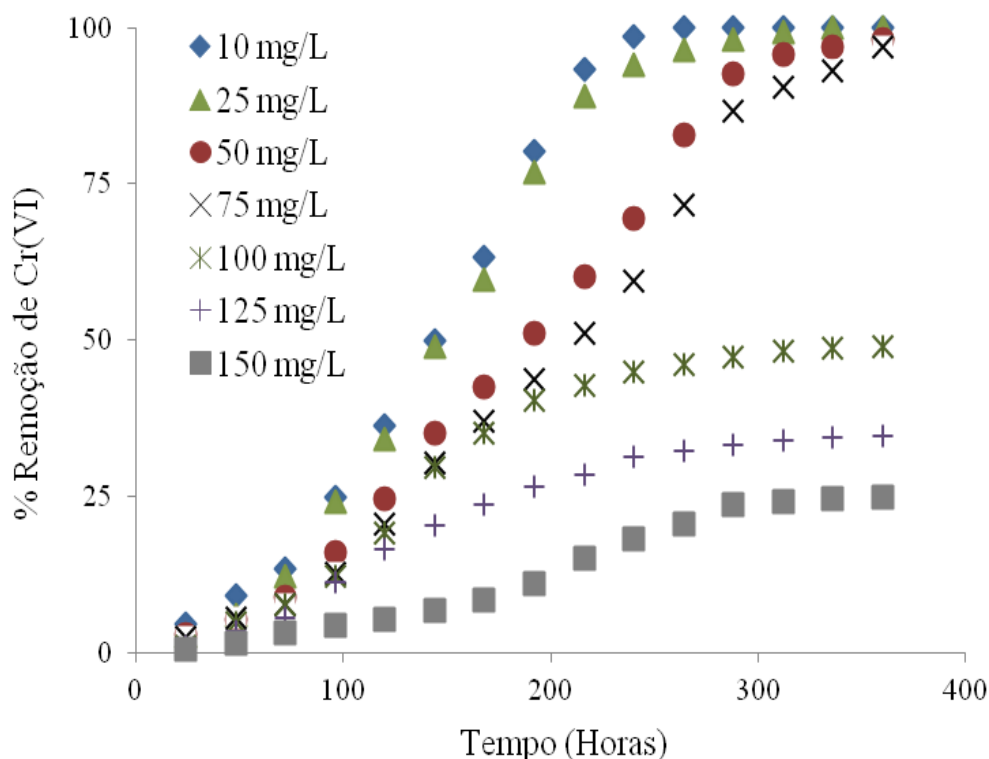 100
75
50
25
0
% Remoção de Cr(VI)
10 mg/L
25 mg/L
50 mg/L
75 mg/L
100 mg/L
125 mg/L
150 mg/L
0
100
200
300
400
Tempo (Horas)